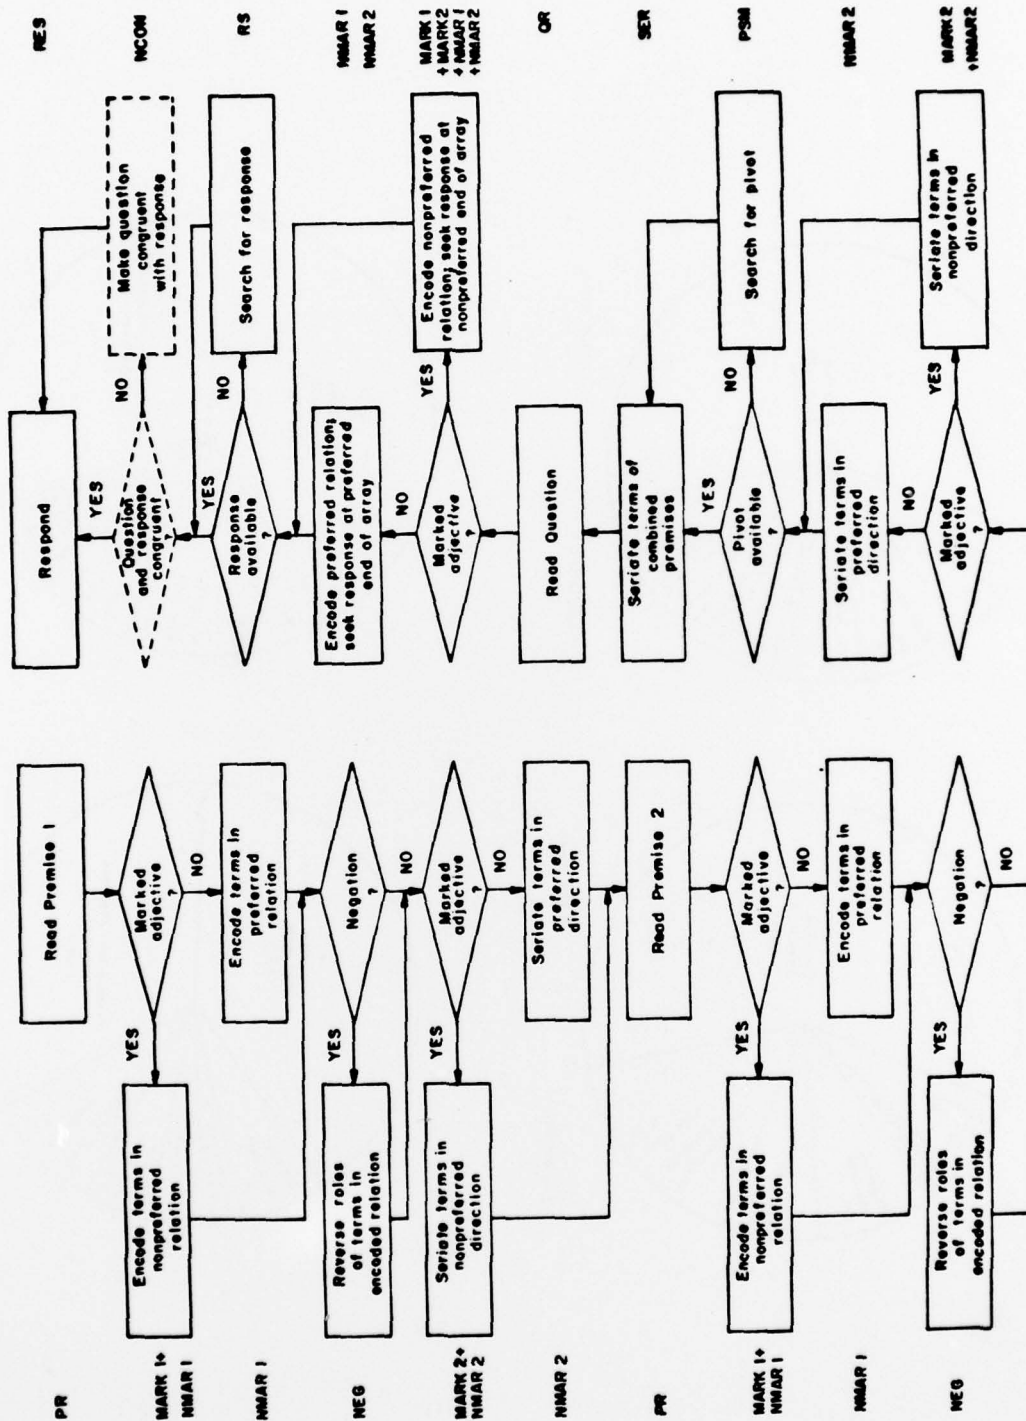 PR
Read Premise 1
MARK 1+
NMAR 1
Encode terms in
nonpreferred
relation
YES
Marked
adjective
?
NO
NMAR 1
Encode terms in
preferred
relation
NEG
Reverse roles
of terms in
encoded relation
YES
Negation
?
NO
MARK 2+
NMAR 2
Seriate terms in
nonpreferred
direction
YES
Marked
adjective
?
NO
NMAR 2
Seriate terms in
preferred
direction
PR
Read Premise 2
MARK 1+
NMAR 1
Encode terms in
nonpreferred
relation
YES
Marked
adjective
?
NO
NMAR 1
Encode terms in
preferred
relation
NEG
Reverse roles
of terms in
encoded relation
YES
Negation
?
NO
Respond
RES
YES
Question
and response
congruent
?
NO
Make question
congruent
with response
NCON
YES
Response
available
?
NO
Search for response
RS
Encode preferred relation;
seek response at preferred
end of array
NMAR 1
NMAR 2
NO
Marked
adjective
?
YES
Encode nonpreferred
relation; seek response at
nonpreferred end of array
MARK 1
+ MARK 2
+ NMAR 1
+ NMAR 2
Read Question
QR
Seriate terms of
combined
premises
SER
YES
Pivot
available
?
NO
Search for pivot
PSM
Seriate terms in
preferred
direction
NMAR 2
NO
Marked
adjective
?
YES
Seriate terms in
nonpreferred
direction
MARK 2
+ NMAR 2